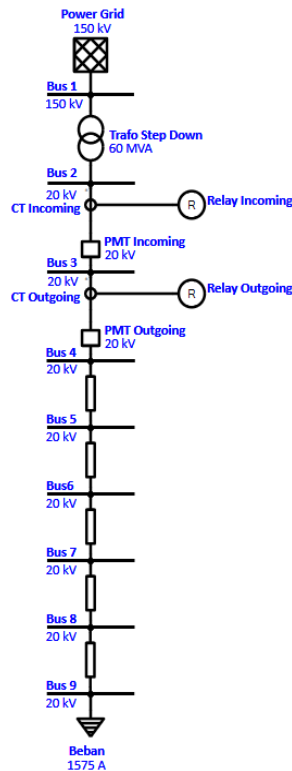 Power Grid
150 kV
Bus 1
150 kV
Trafo Step Down
60 MVA
Bus 2
20 kV
CT Incoming
R
Relay Incoming
PMT Incoming
20 kV
Bus 3
20 kV
CT Outgoing
R
Relay Outgoing
PMT Outgoing
20 kV
Bus 4
20 kV
Bus 5
20 kV
Bus6
20 kV
Bus 7
20 kV
Bus 8
20 kV
Bus 9
20 kV
Beban
1575 A